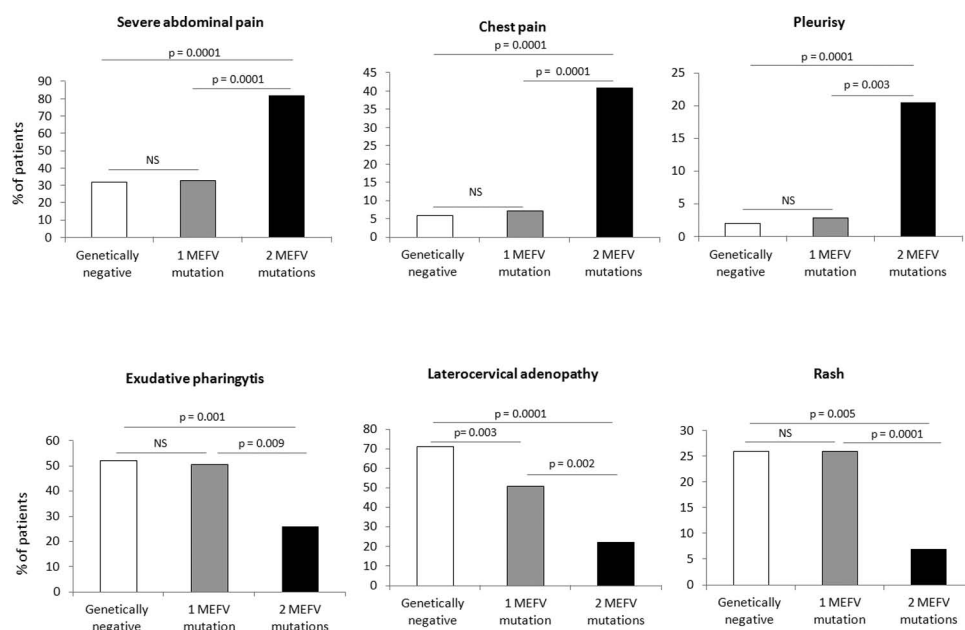 Severe abdominal pain
p = 0.0001
p = 0.0001
NS
% of patients
90
80
70
60
50
40
30
20
10
0
Genetically negative
1 MEFV mutation
2 MEFV mutations
Chest pain
p = 0.0001
p = 0.0001
NS
45
40
35
30
25
20
15
10
5
0
Genetically negative
1 MEFV mutation
2 MEFV mutations
Pleurisy
p = 0.0001
p = 0.003
NS
25
20
15
10
5
0
Genetically negative
1 MEFV mutation
2 MEFV mutations
Exudative pharingytis
p = 0.001
NS
p = 0.009
% of patients
60
50
40
30
20
10
0
Genetically negative
1 MEFV mutation
2 MEFV mutations
Laterocervical adenopathy
p = 0.0001
p= 0.003
p = 0.002
80
70
60
50
40
30
20
10
0
Genetically negative
1 MEFV mutation
2 MEFV mutations
Rash
p = 0.005
NS
p = 0.0001
30
25
20
15
10
5
0
Genetically negative
1 MEFV mutation
2 MEFV mutations